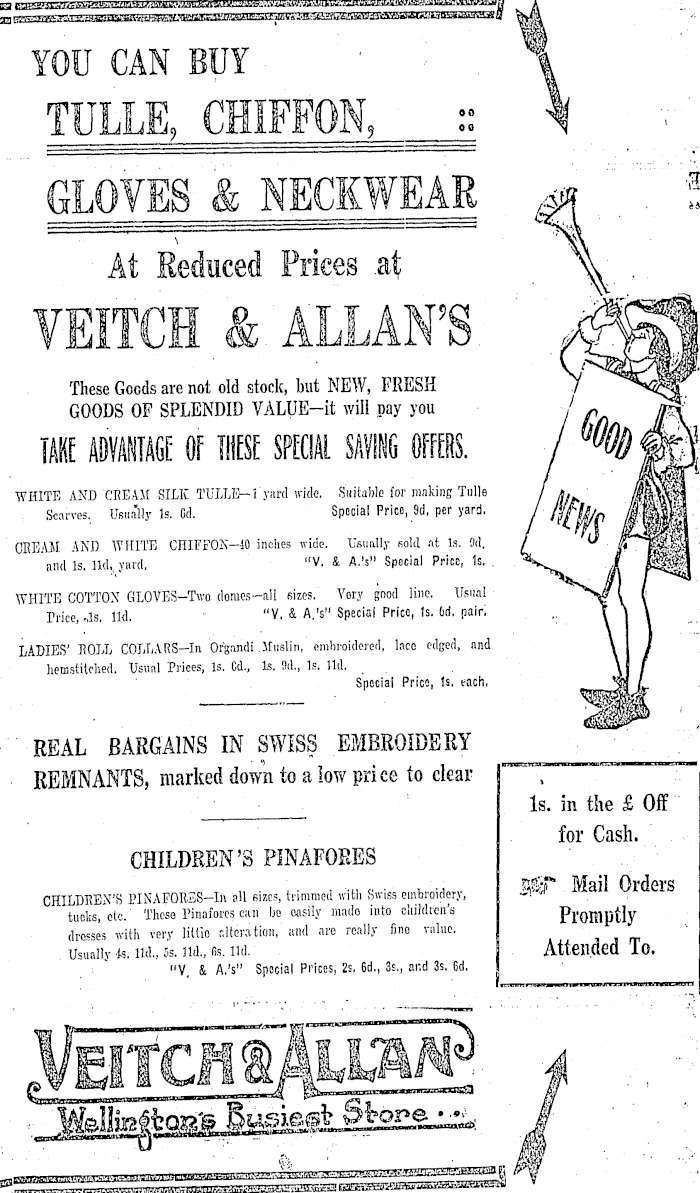 YOU CAN BUY
TULLE, CHIFFON, ::
GLOVES & NECKWEAR
At Reduced Prices at
VEITCH & ALLAN'S
These Goods are not old stock, but NEW, FRESH
GOODS OF SPLENDID VALUE—it will pay you
TAKE ADVANTAGE OF THESE SPECIAL SAVING OFFERS.
WHITE AND CREAM SILK TULLE—1 yard wide. Suitable for making Tulle
Scarves. Usually 1s. 6d. Special Price, 9d. per yard.
CREAM AND WHITE CHIFFON—40 inches wide. Usually sold at 1s. 9d.
and 1s. 11d. yard. "V. & A.'s" Special Price, 1s.
WHITE COTTON GLOVES—Two domes—all sizes. Very good line. Usual
Price, 1s. 11d. "V. & A.'s" Special Price, 1s. 6d. pair.
LADIES' ROLL COLLARS—In Organdi Muslin, embroidered, lace edged, and
hemstitched. Usual Prices, 1s. 6d., 1s. 9d., 1s. 11d.
Special Price, 1s. each.
REAL BARGAINS IN SWISS EMBROIDERY
REMNANTS, marked down to a low price to clear
CHILDREN'S PINAFORES
CHILDREN'S PINAFORES—In all sizes, trimmed with Swiss embroidery,
tucks, etc. These Pinafores can be easily made into children's
dresses with very little alteration, and are really fine value.
Usually 4s. 11d., 5s. 11d., 6s. 11d.
"V. & A.'s" Special Prices, 2s. 6d., 3s., and 3s. 6d.
VEITCH & ALLAN
Wellington's Busiest Store ...
GOOD
NEWS
1s. in the £ Off
for Cash.
Mail Orders
Promptly
Attended To.